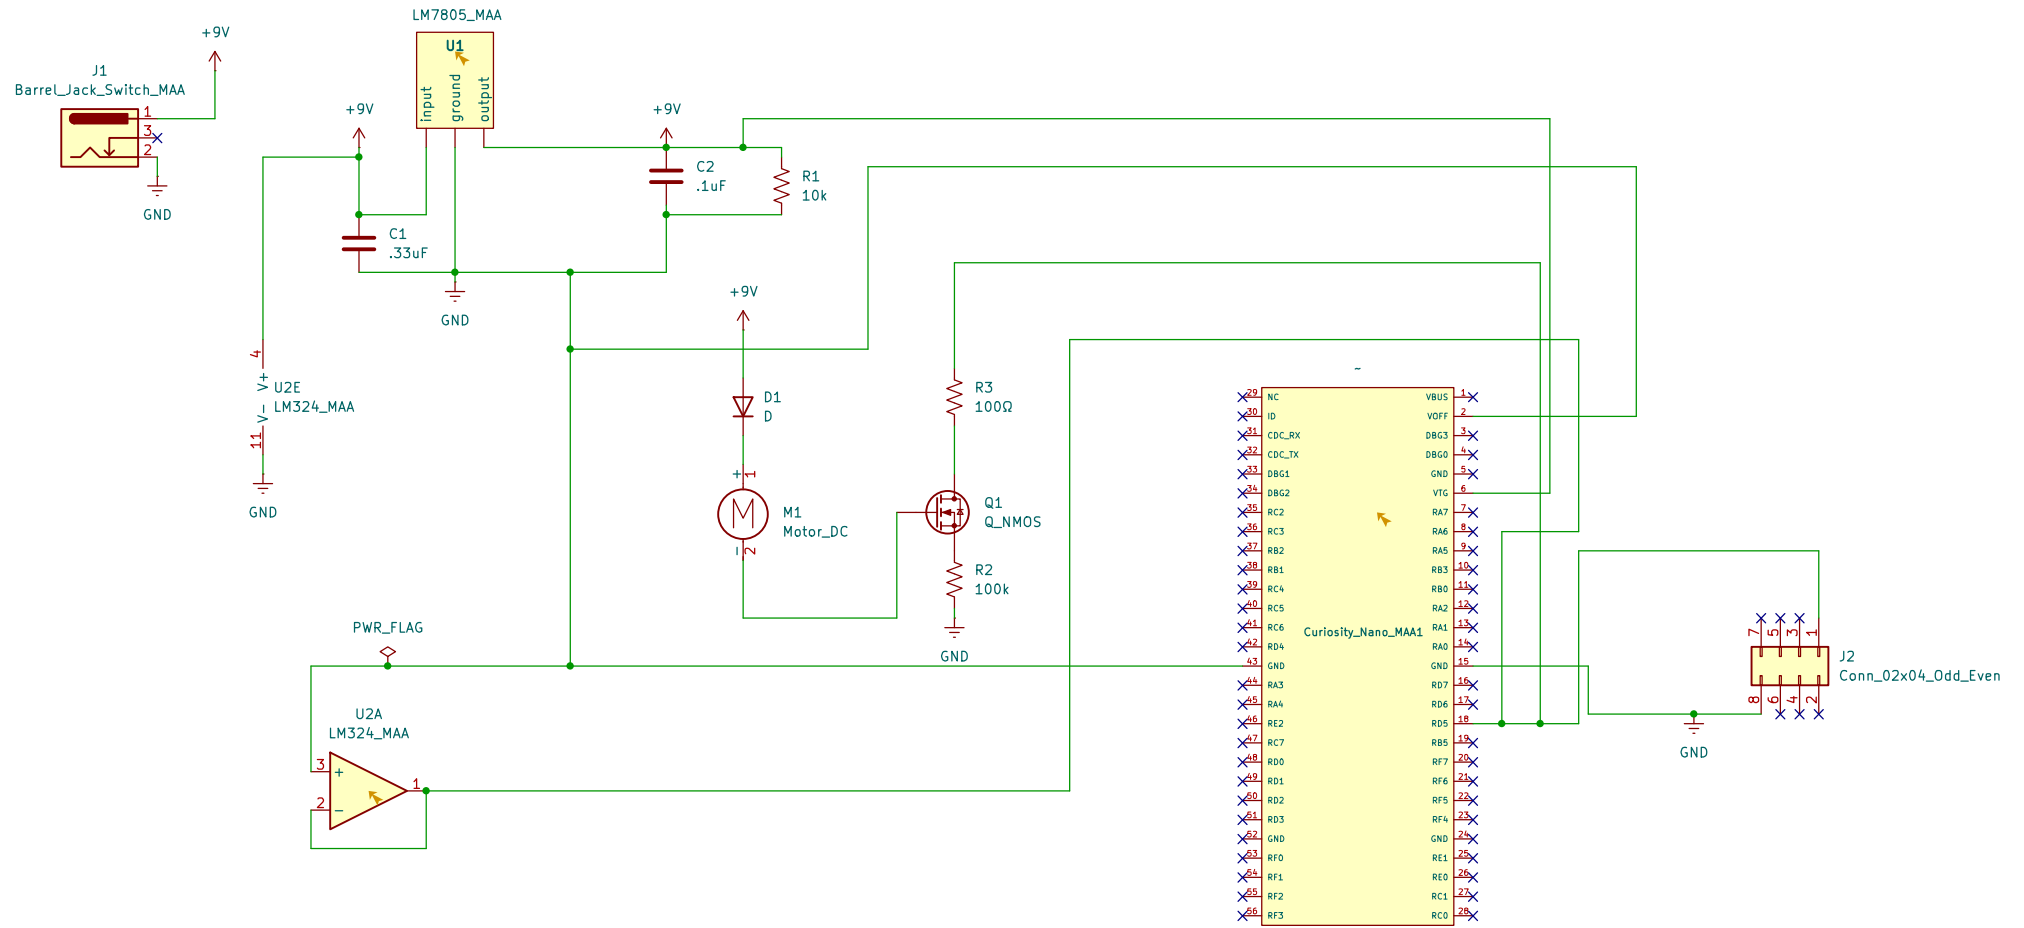 LM7805_MAA
+9V
U1
J1
Barrel_Jack_Switch_MAA
input
ground
output
1
3
2
GND
+9V
+9V
C2
.1uF
R1
10k
C1
.33uF
GND
+9V
4
V+
V-
11
U2E
LM324_MAA
GND
D1
D
+
1
M1
Motor_DC
-
2
R3
100Ω
Q1
Q_NMOS
R2
100k
GND
PWR_FLAG
U2A
LM324_MAA
3
+
2
-
1
~
29 NC
30 ID
31 CDC_RX
32 CDC_TX
33 DBG1
34 DBG2
35 RC2
36 RC3
37 RB2
38 RB1
39 RC4
40 RC5
41 RC6
42 RD4
43 GND
44 RA3
45 RA4
46 RE2
47 RC7
48 RD0
49 RD1
50 RD2
51 RD3
52 GND
53 RF0
54 RF1
55 RF2
56 RF3
Curiosity_Nano_MAA1
VBUS 1
VOFF 2
DBG3 3
DBG0 4
GND 5
VTG 6
RA7 7
RA6 8
RA5 9
RB3 10
RB0 11
RA2 12
RA1 13
RA0 14
GND 15
RD7 16
RD6 17
RD5 18
RB5 19
RF7 20
RF6 21
RF5 22
RF4 23
GND 24
RE1 25
RE0 26
RC1 27
RC0 28
7 5 3 1
J2
Conn_02x04_Odd_Even
8 6 4 2
GND